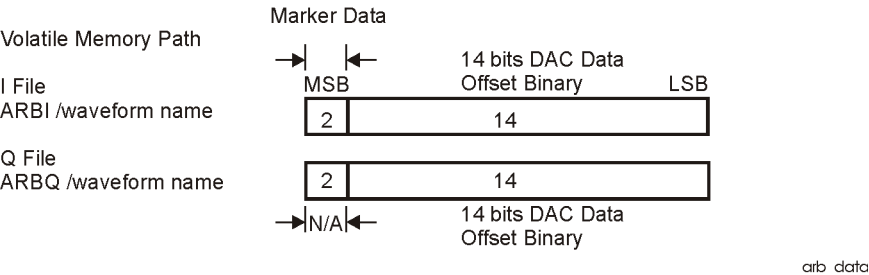 Marker Data
Volatile Memory Path
14 bits DAC Data
Offset Binary
I File
MSB
LSB
ARBI /waveform name
2
14
Q File
ARBQ /waveform name
2
14
N/A
14 bits DAC Data
Offset Binary
arb data